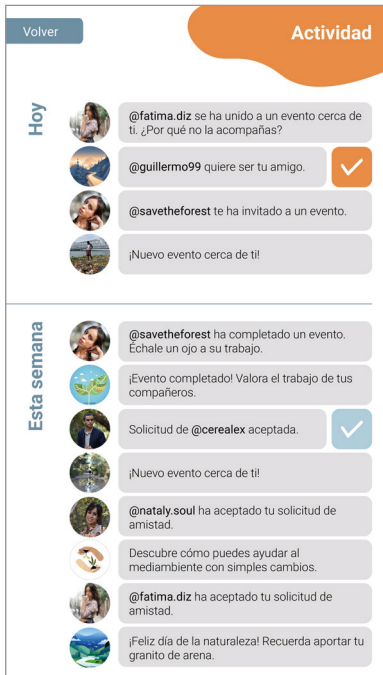 Volver
Actividad
Hoy
@fatima.diz se ha unido a un evento cerca de
ti. ¿Por qué no la acompañas?
@guillermo99 quiere ser tu amigo.
@savetheforest te ha invitado a un evento.
¡Nuevo evento cerca de ti!
Esta semana
@savetheforest ha completado un evento.
Échale un ojo a su trabajo.
¡Evento completado! Valora el trabajo de tus
compañeros.
Solicitud de @cerealex aceptada.
¡Nuevo evento cerca de ti!
@nataly.soul ha aceptado tu solicitud de
amistad.
Descubre cómo puedes ayudar al
mediambiente con simples cambios.
@fatima.diz ha aceptado tu solicitud de
amistad.
¡Feliz día de la naturaleza! Recuerda aportar tu
granito de arena.